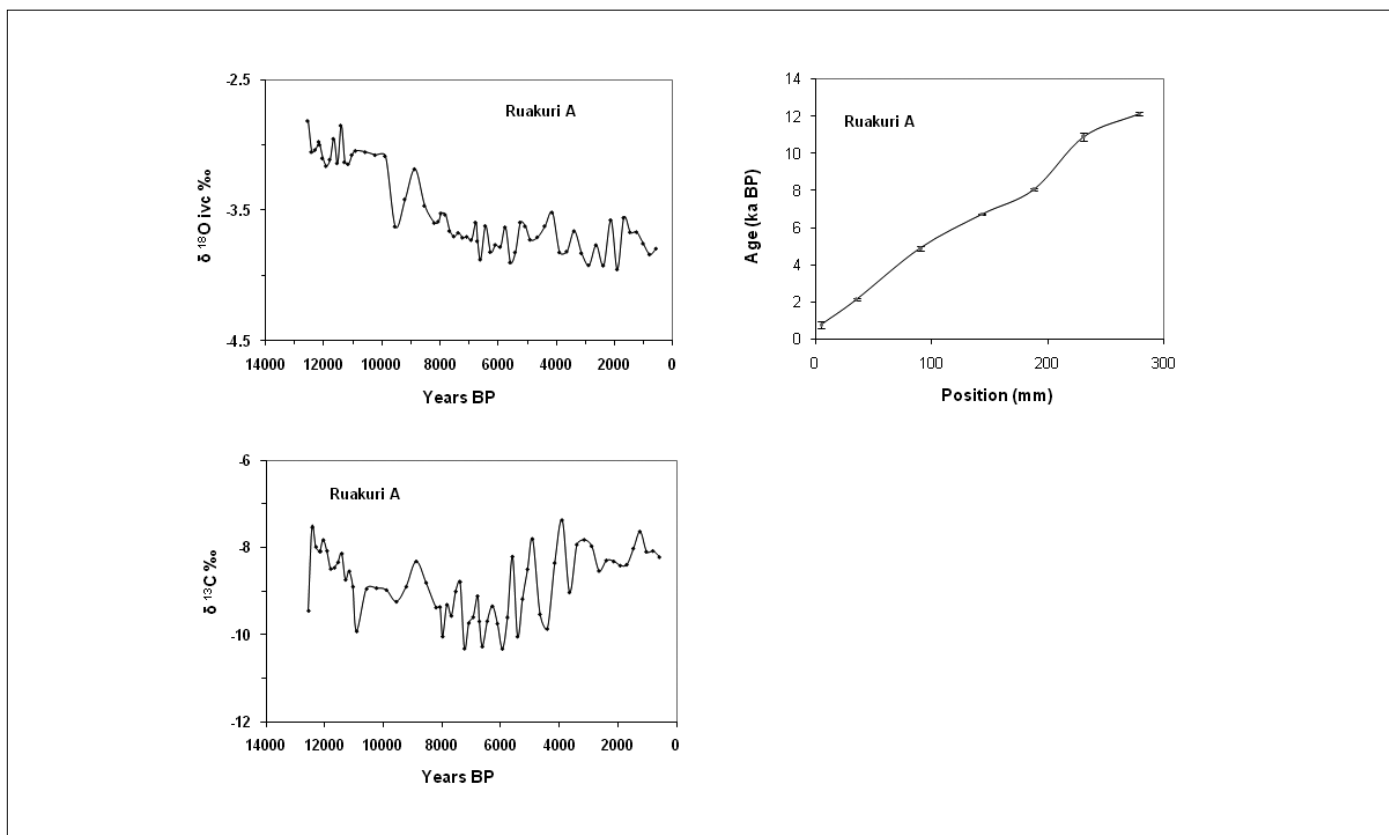 -2.5
-3.5
-4.5
δ ¹⁸O ivc ‰
Ruakuri A
14000 12000 10000 8000 6000 4000 2000 0
Years BP
14
12
10
8
6
4
2
0
Age (ka BP)
Ruakuri A
0 100 200 300
Position (mm)
-6
-8
-10
-12
δ ¹³C ‰
Ruakuri A
14000 12000 10000 8000 6000 4000 2000 0
Years BP